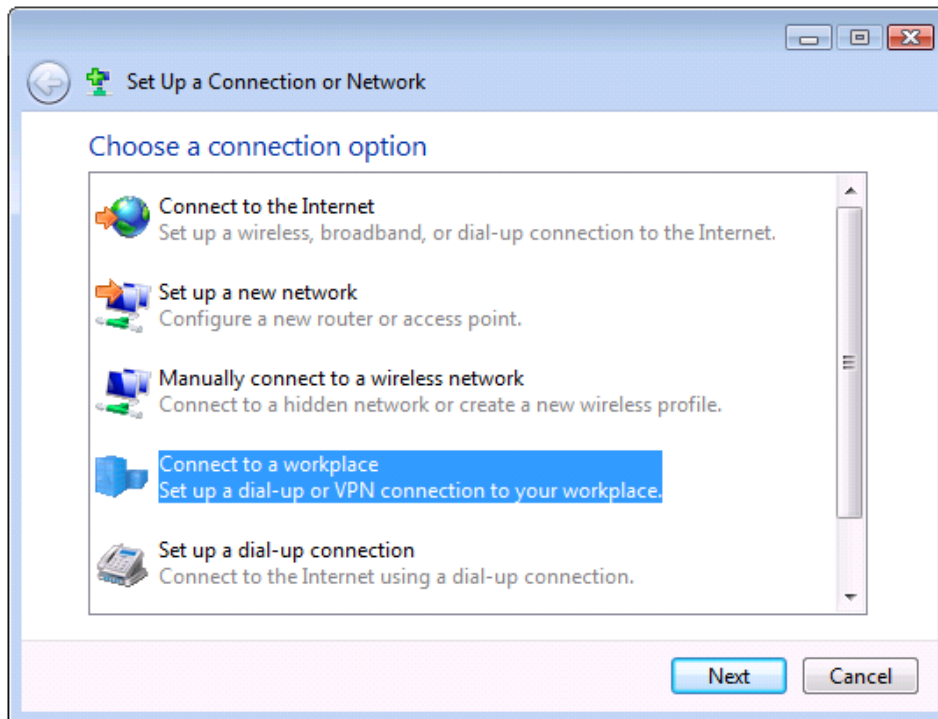 Set Up a Connection or Network
Choose a connection option
Connect to the Internet
Set up a wireless, broadband, or dial-up connection to the Internet.
Set up a new network
Configure a new router or access point.
Manually connect to a wireless network
Connect to a hidden network or create a new wireless profile.
Connect to a workplace
Set up a dial-up or VPN connection to your workplace.
Set up a dial-up connection
Connect to the Internet using a dial-up connection.
Next
Cancel